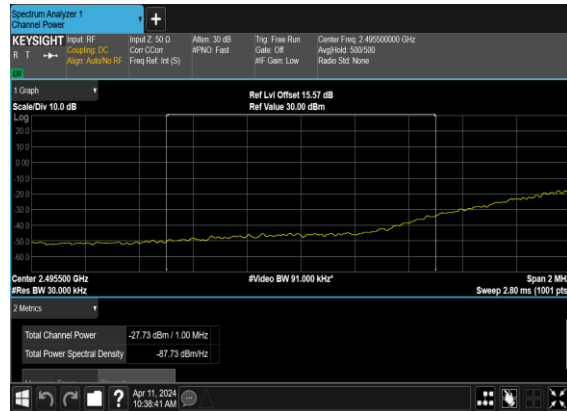 Spectrum Analyzer 1
Channel Power
+
KEYSIGHT Input: RF Input Z: 50 Ω Atten: 30 dB Trig: Free Run Center Freq: 2.495500000 GHz
R T Coupling: DC Corr CCorr #PNO: Fast Gate: Off Avg|Hold: 500/500
Align: Auto/No RF Freq Ref: Int (S) #IF Gain: Low Radio Std: None
1 Graph
Ref Lvl Offset 15.57 dB
Scale/Div 10.0 dB Ref Value 30.00 dBm
Log
20.0
10.0
0.00
-10.0
-20.0
-30.0
-40.0
-50.0
-60.0
Center 2.495500 GHz #Video BW 91.000 kHz* Span 2 MH
#Res BW 30.000 kHz Sweep 2.80 ms (1001 pts
2 Metrics
Total Channel Power -27.73 dBm / 1.00 MHz
Total Power Spectral Density -87.73 dBm/Hz
?
Apr 11, 2024
10:38:41 AM